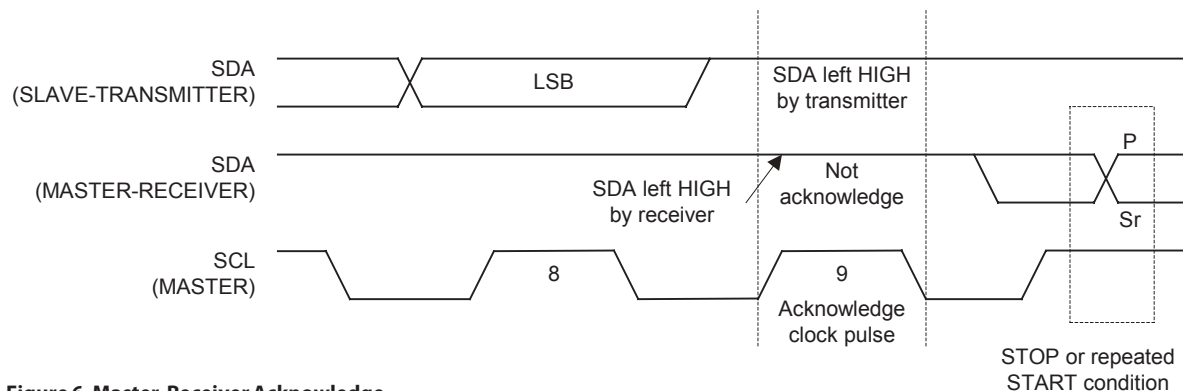 SDA
(SLAVE-TRANSMITTER)
LSB
SDA left HIGH
by transmitter
SDA
(MASTER-RECEIVER)
SDA left HIGH
by receiver
Not
acknowledge
P
Sr
SCL
(MASTER)
8
9
Acknowledge
clock pulse
STOP or repeated
START condition
Figure 6. Master-Receiver Acknowledge